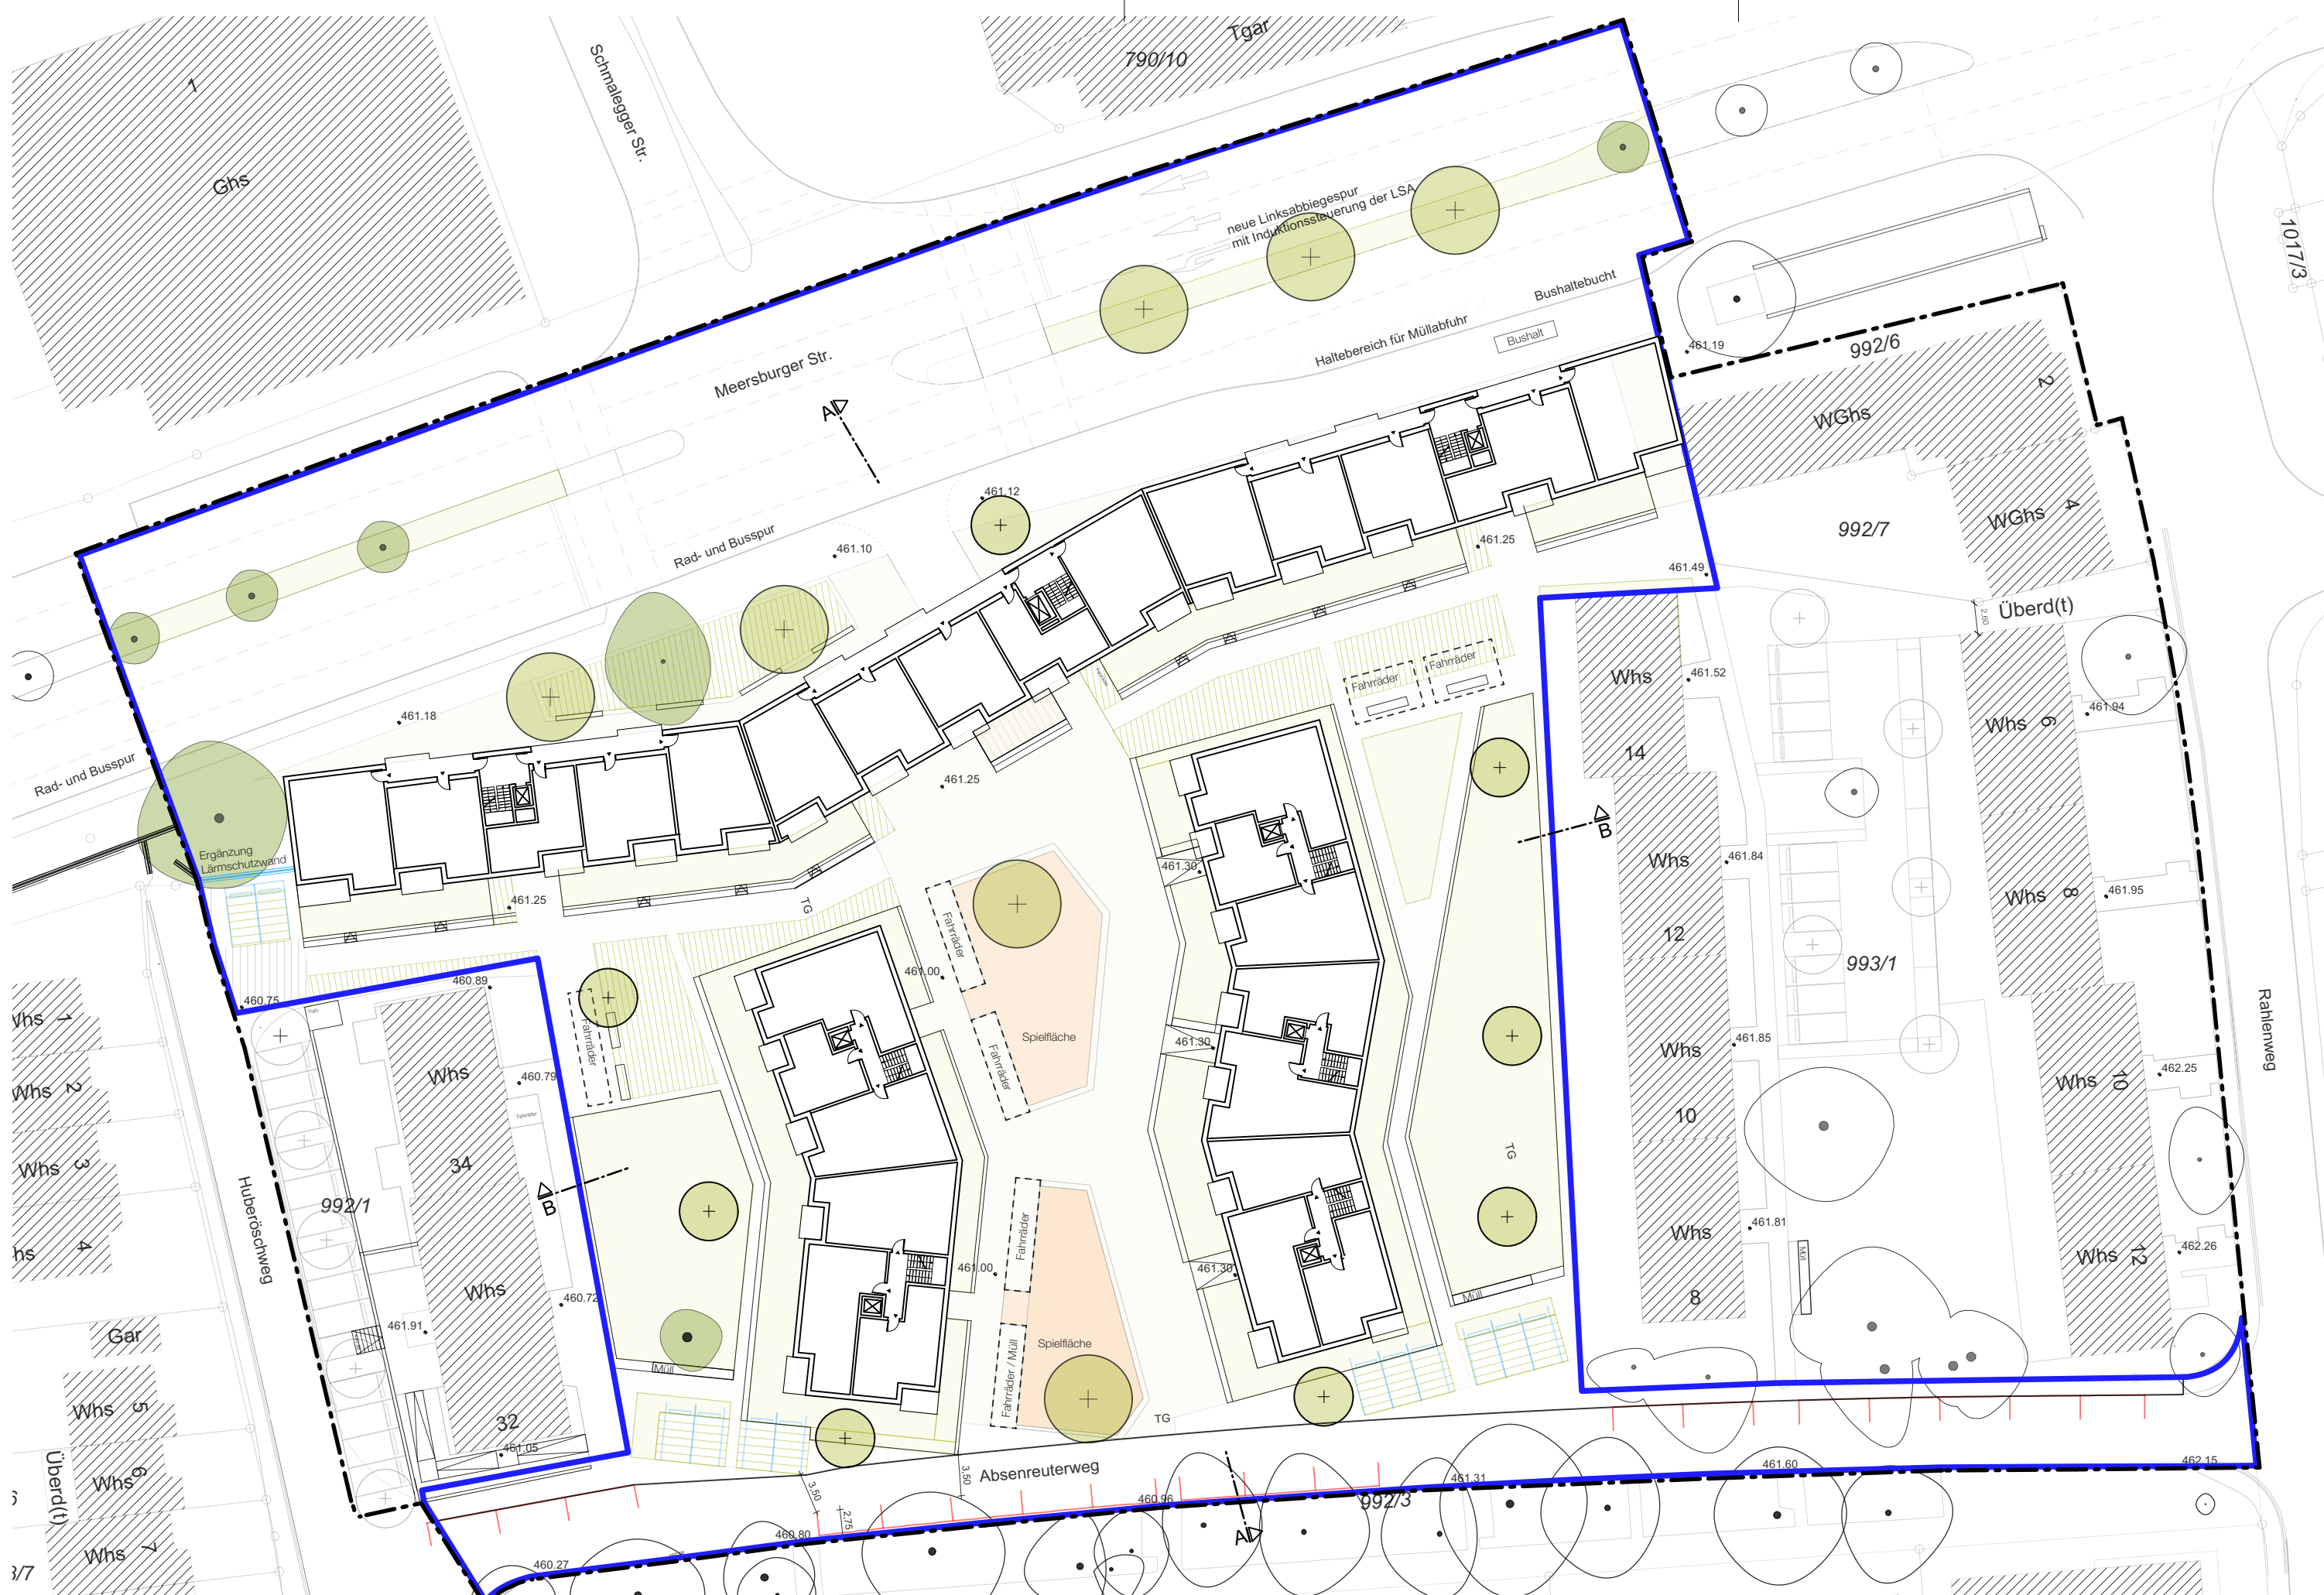 Tgar
790/10
1
Ghs
Schmalegger Str.
neue Linksabbiegespur
mit Induktionssteuerung der LSA
1017/3
Bushaltebucht
Haltebereich für Müllabfuhr
Bushalt
461.19
992/6
2
WGhs
Meersburger Str.
A
461.12
4
WGhs
992/7
Rad- und Busspur
461.10
461.25
461.49
Überd(t)
2.60
Fahrräder
Fahrräder
Fahrräder
Whs
14
461.52
461.94
Whs
6
461.18
Rad- und Busspur
461.25
B
Ergänzung
Lärmschutzwand
461.30
Whs
461.84
12
Whs
8
461.95
461.25
TG
Fahrräder
461.00
993/1
460.75
460.89
Whs
1
Fahrräder
Spielfläche
461.30
461.85
Whs
10
Rahlenweg
Whs
2
Whs
460.79
Fahrräder
Fahrräder
Whs
10
462.25
Whs
3
34
992/1
B
TG
Huberöschweg
hs
4
Fahrräder
461.00
461.30
Whs
461.81
8
Müll
Whs
12
462.26
Whs
460.72
461.91
Gar
Müll
Spielfläche
Fahrräder / Müll
Müll
Whs
5
32
461.05
TG
Absenreuterweg
3.50
3.50
2.75
Überd(t)
Whs
6
6
461.31
461.60
462.15
992/3
460.96
460.80
A
460.27
Whs
7
3/7